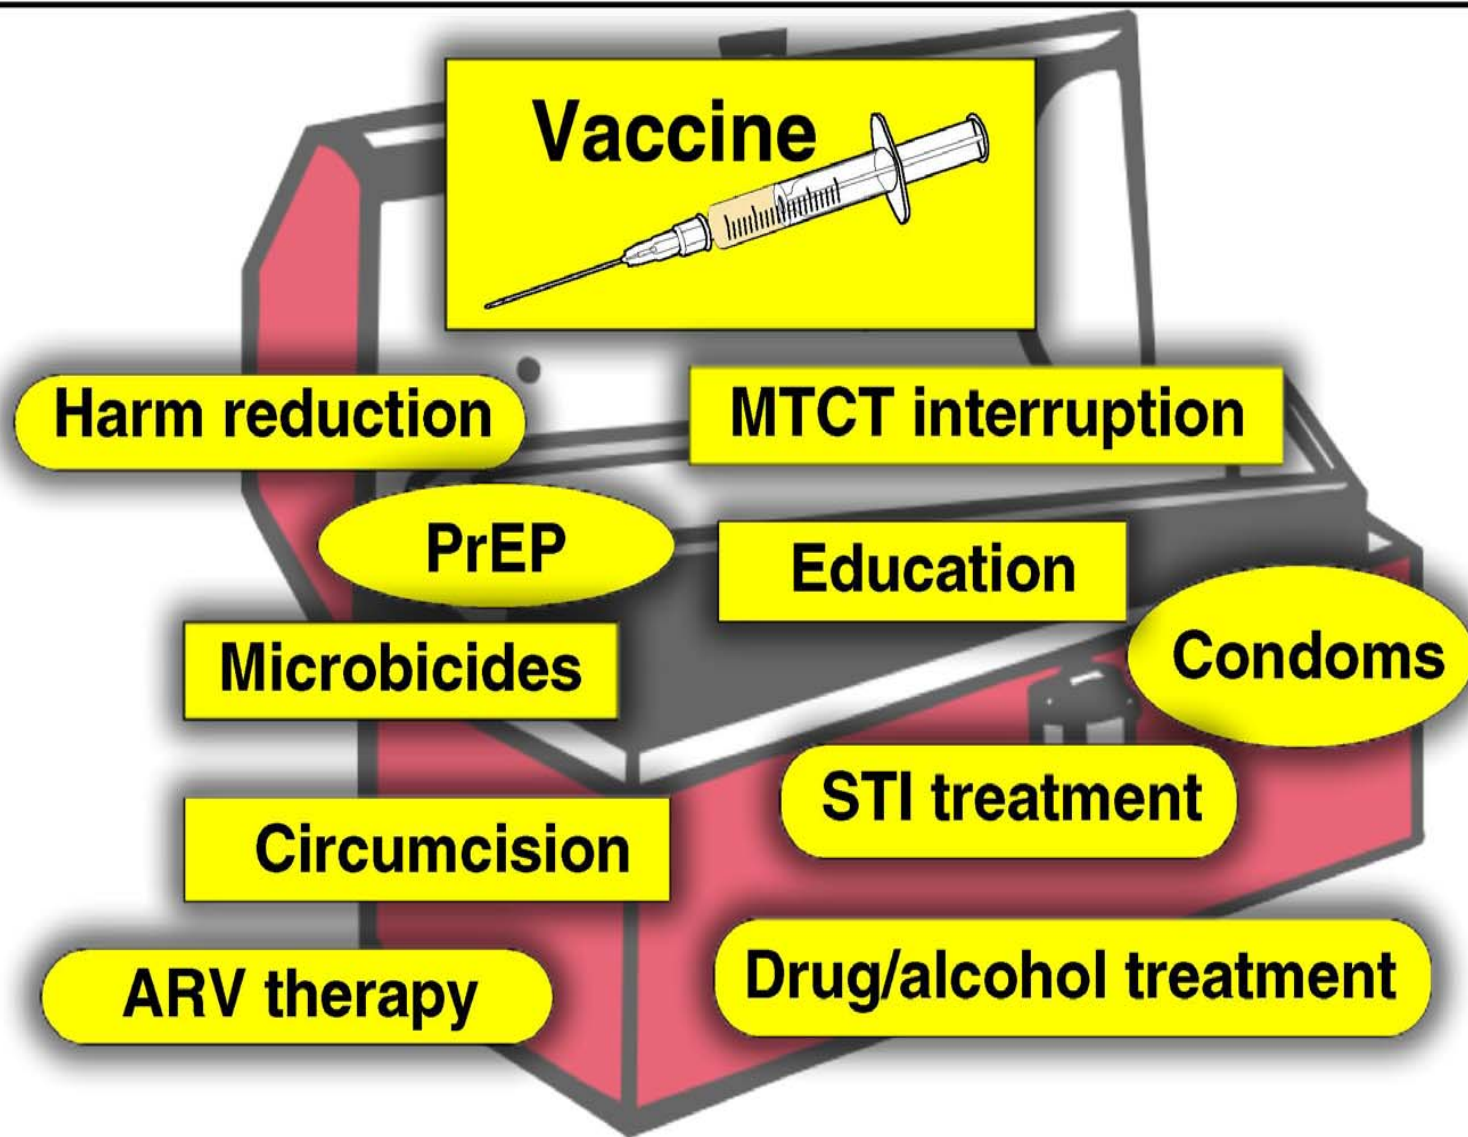 Vaccine
Harm reduction
MTCT interruption
PrEP
Education
Microbicides
Condoms
STI treatment
Circumcision
Drug/alcohol treatment
ARV therapy